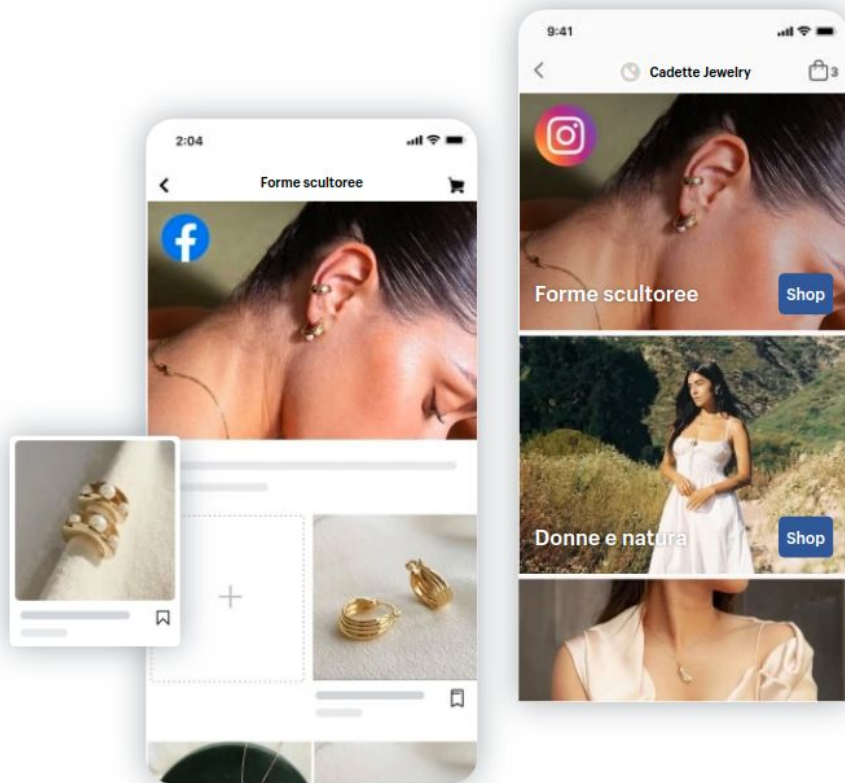 2:04
Forme scultoree
9:41
Cadette Jewelry
3
Forme scultoree
Shop
Donne e natura
Shop